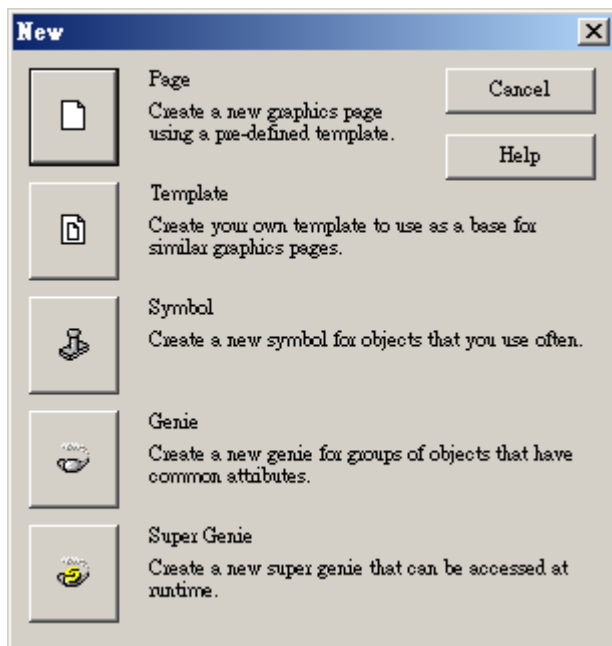 New
Page
Create a new graphics page
using a pre-defined template.
Cancel
Help
Template
Create your own template to use as a base for
similar graphics pages.
Symbol
Create a new symbol for objects that you use often.
Genie
Create a new genie for groups of objects that have
common attributes.
Super Genie
Create a new super genie that can be accessed at
runtime.